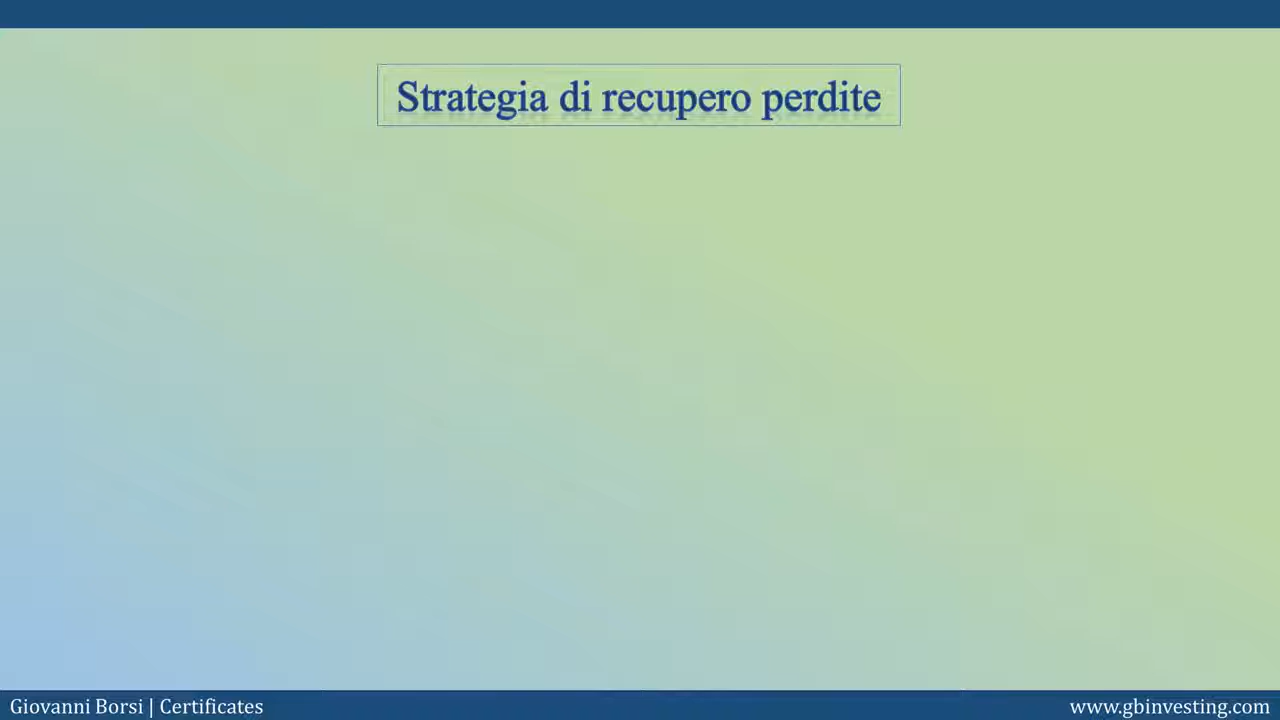 Strategia di recupero perdite
Giovanni Borsi | Certificates
www.gbinvesting.com